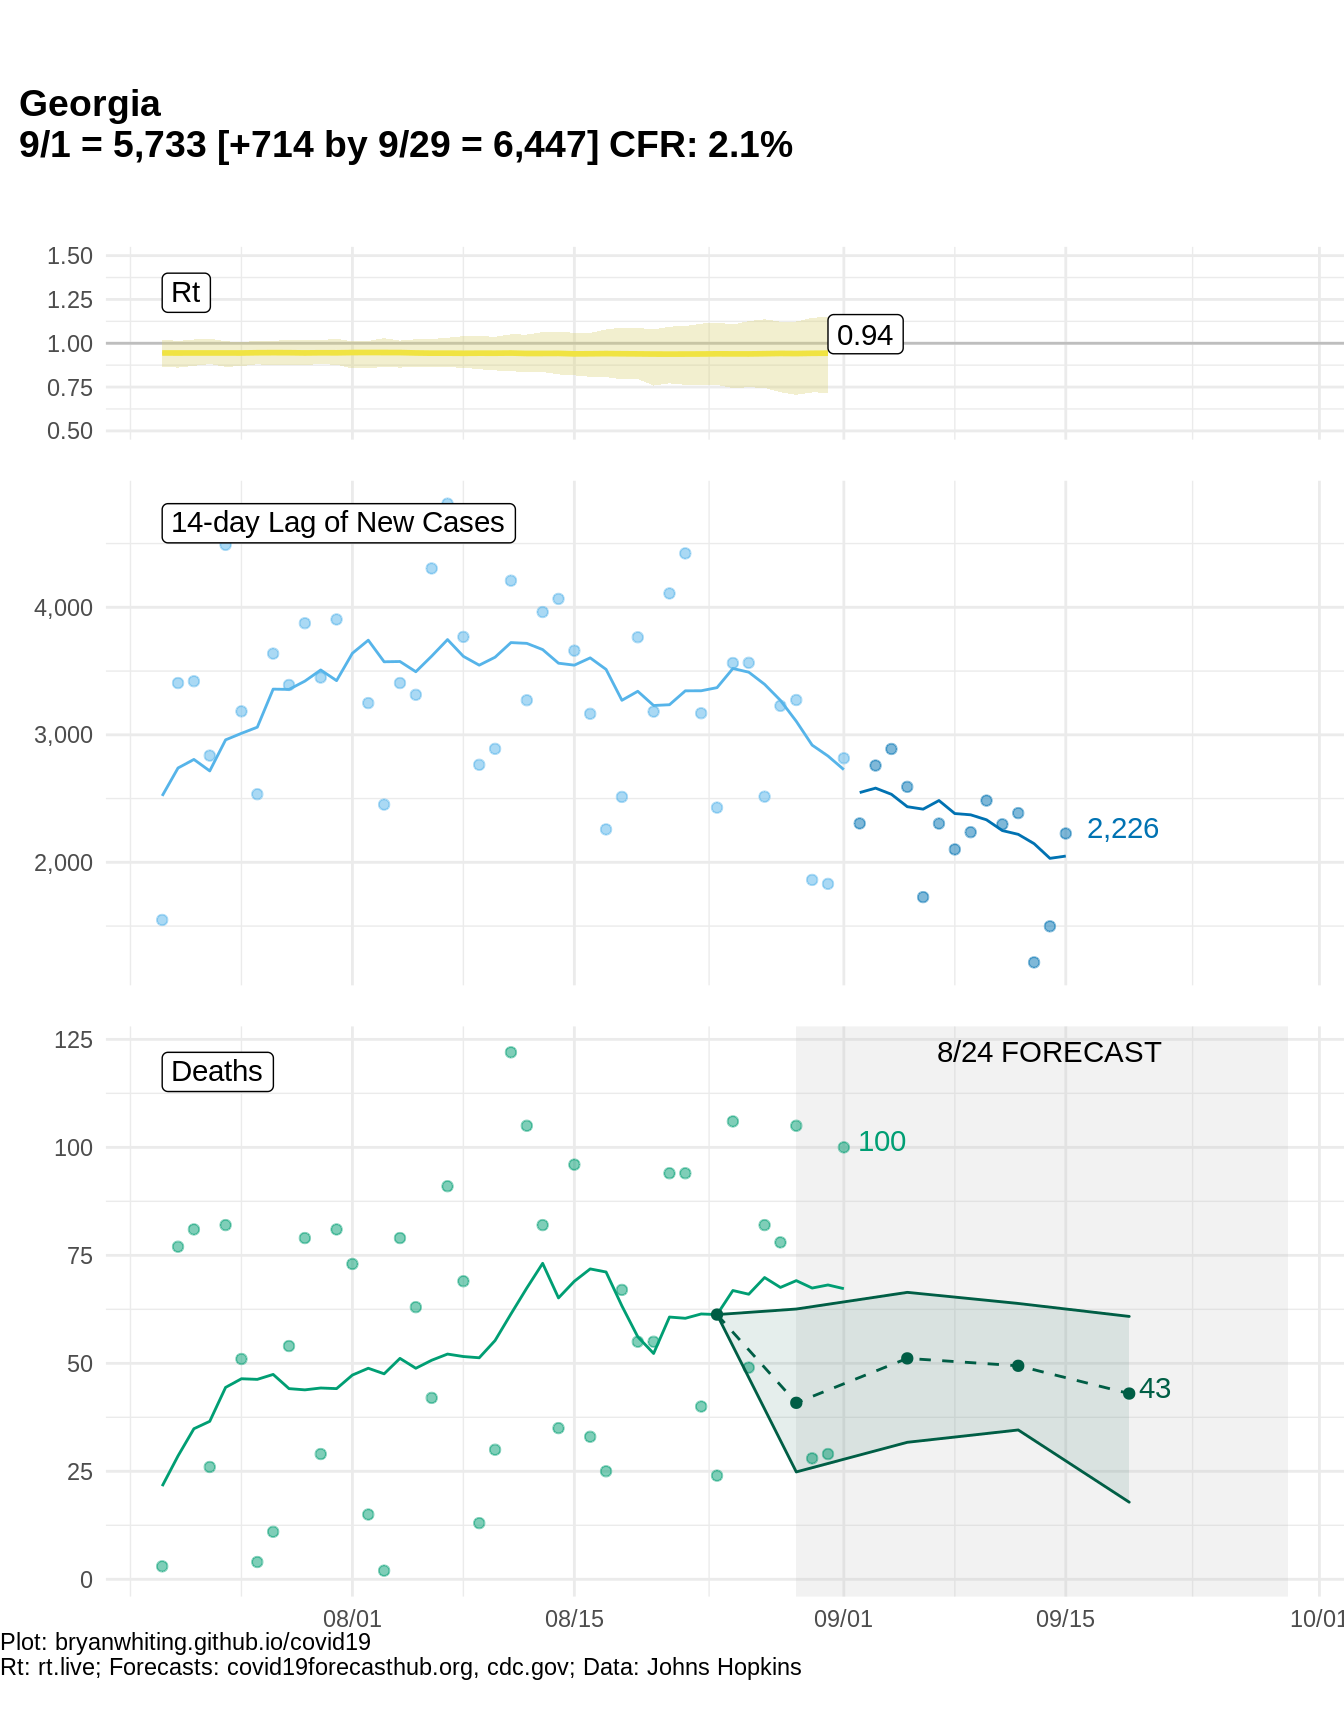 Georgia
9/1 = 5,733 [+714 by 9/29 = 6,447] CFR: 2.1%
1.50
1.25
1.00
0.75
0.50
Rt
0.94
14-day Lag of New Cases
4,000
3,000
2,000
2,226
125
100
75
50
25
0
Deaths
8/24 FORECAST
100
43
08/01
08/15
09/01
09/15
10/01
Plot: bryanwhiting.github.io/covid19
Rt: rt.live; Forecasts: covid19forecasthub.org, cdc.gov; Data: Johns Hopkins